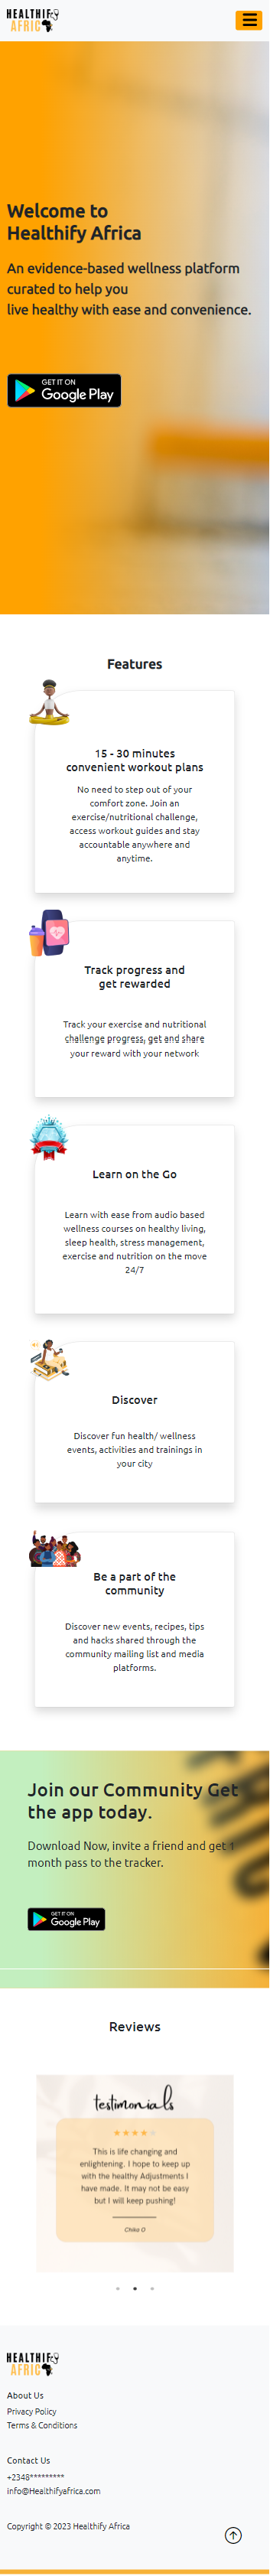 HEALTHIFY
AFRIC
Welcome to
Healthify Africa
An evidence-based wellness platform
curated to help you
live healthy with ease and convenience.
GET IT ON
Google Play
Features
15 - 30 minutes
convenient workout plans
No need to step out of your
comfort zone. Join an
exercise/nutritional challenge,
access workout guides and stay
accountable anywhere and
anytime.
Track progress and
get rewarded
Track your exercise and nutritional
challenge progress, get and share
your reward with your network
Learn on the Go
Learn with ease from audio based
wellness courses on healthy living,
sleep health, stress management,
exercise and nutrition on the move
24/7
Discover
Discover fun health/ wellness
events, activities and trainings in
your city
Be a part of the
community
Discover new events, recipes, tips
and hacks shared through the
community mailing list and media
platforms.
Join our Community Get
the app today.
Download Now, invite a friend and get 1
month pass to the tracker.
GET IT ON
Google Play
Reviews
testimonials
This is life changing and
enlightening. I hope to keep up
with the healthy Adjustments I
have made. It may not be easy
but I will keep pushing!
Chika O
HEALTHIFY
AFRIC
About Us
Privacy Policy
Terms & Conditions
Contact Us
+2348*********
info@Healthifyafrica.com
Copyright © 2023 Healthify Africa